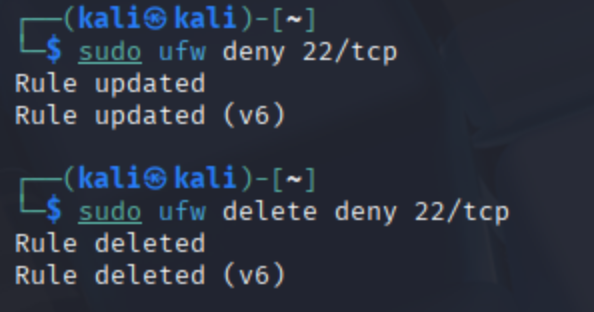 ┌──(kali㉿kali)-[~]
└─$ sudo ufw deny 22/tcp
Rule updated
Rule updated (v6)
┌──(kali㉿kali)-[~]
└─$ sudo ufw delete deny 22/tcp
Rule deleted
Rule deleted (v6)